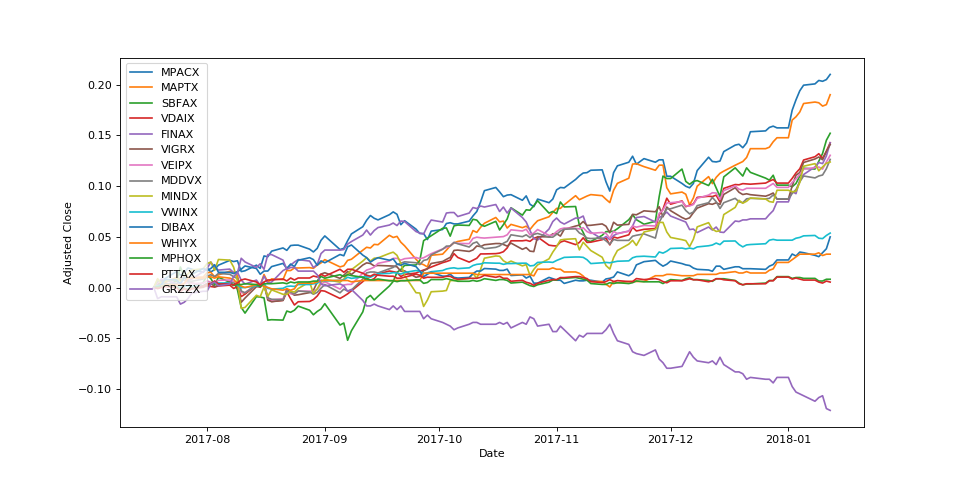 0.20
0.15
0.10
0.05
0.00
−0.05
−0.10
Adjusted Close
MPACX
MAPTX
SBFAX
VDAIX
FINAX
VIGRX
VEIPX
MDDVX
MINDX
VWINX
DIBAX
WHIYX
MPHQX
PTTAX
GRZZX
2017-08
2017-09
2017-10
2017-11
2017-12
2018-01
Date